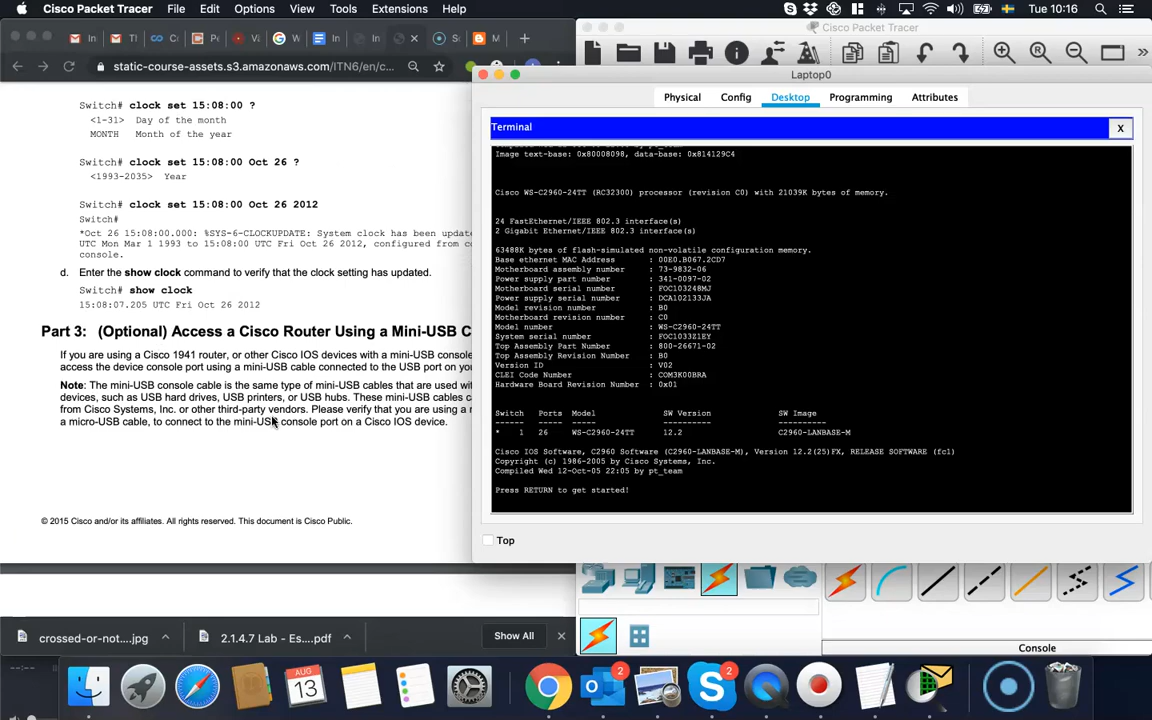 Cisco Packet Tracer File Edit Options View Tools Extensions Help
Tue 10:16
static-course-assets.s3.amazonaws.com/ITN6/en/c...
Switch# clock set 15:08:00 ?
<1-31> Day of the month
MONTH Month of the year
Switch# clock set 15:08:00 Oct 26 ?
<1993-2035> Year
Switch# clock set 15:08:00 Oct 26 2012
Switch#
*Oct 26 15:08:00.000: %SYS-6-CLOCKUPDATE: System clock has been upda
UTC Mon Mar 1 1993 to 15:08:00 UTC Fri Oct 26 2012, configured from c
console.
d. Enter the show clock command to verify that the clock setting has updated.
Switch# show clock
15:08:07.205 UTC Fri Oct 26 2012
Part 3: (Optional) Access a Cisco Router Using a Mini-USB C
If you are using a Cisco 1941 router, or other Cisco IOS devices with a mini-USB console
access the device console port using a mini-USB cable connected to the USB port on you
Note: The mini-USB console cable is the same type of mini-USB cables that are used wit
devices, such as USB hard drives, USB printers, or USB hubs. These mini-USB cables c
from Cisco Systems, Inc. or other third-party vendors. Please verify that you are using a
a micro-USB cable, to connect to the mini-USB console port on a Cisco IOS device.
© 2015 Cisco and/or its affiliates. All rights reserved. This document is Cisco Public.
crossed-or-not....jpg
2.1.4.7 Lab - Es....pdf
Show All
Cisco Packet Tracer
Laptop0
Physical Config Desktop Programming Attributes
Terminal
X
Image text-base: 0x80008098, data-base: 0x814129C4
Cisco WS-C2960-24TT (RC32300) processor (revision C0) with 21039K bytes of memory.
24 FastEthernet/IEEE 802.3 interface(s)
2 Gigabit Ethernet/IEEE 802.3 interface(s)
63488K bytes of flash-simulated non-volatile configuration memory.
Base ethernet MAC Address : 00E0.B067.2CD7
Motherboard assembly number : 73-9832-06
Power supply part number : 341-0097-02
Motherboard serial number : FOC103248MJ
Power supply serial number : DCA102133JA
Model revision number : B0
Motherboard revision number : C0
Model number : WS-C2960-24TT
System serial number : FOC1033Z1EY
Top Assembly Part Number : 800-26671-02
Top Assembly Revision Number : B0
Version ID : V02
CLEI Code Number : COM3K00BRA
Hardware Board Revision Number : 0x01
Switch Ports Model SW Version SW Image
------ ----- ----- ---------- ----------
* 1 26 WS-C2960-24TT 12.2 C2960-LANBASE-M
Cisco IOS Software, C2960 Software (C2960-LANBASE-M), Version 12.2(25)FX, RELEASE SOFTWARE (fc1)
Copyright (c) 1986-2005 by Cisco Systems, Inc.
Compiled Wed 12-Oct-05 22:05 by pt_team
Press RETURN to get started!
Top
Console
AUG
13
2
2